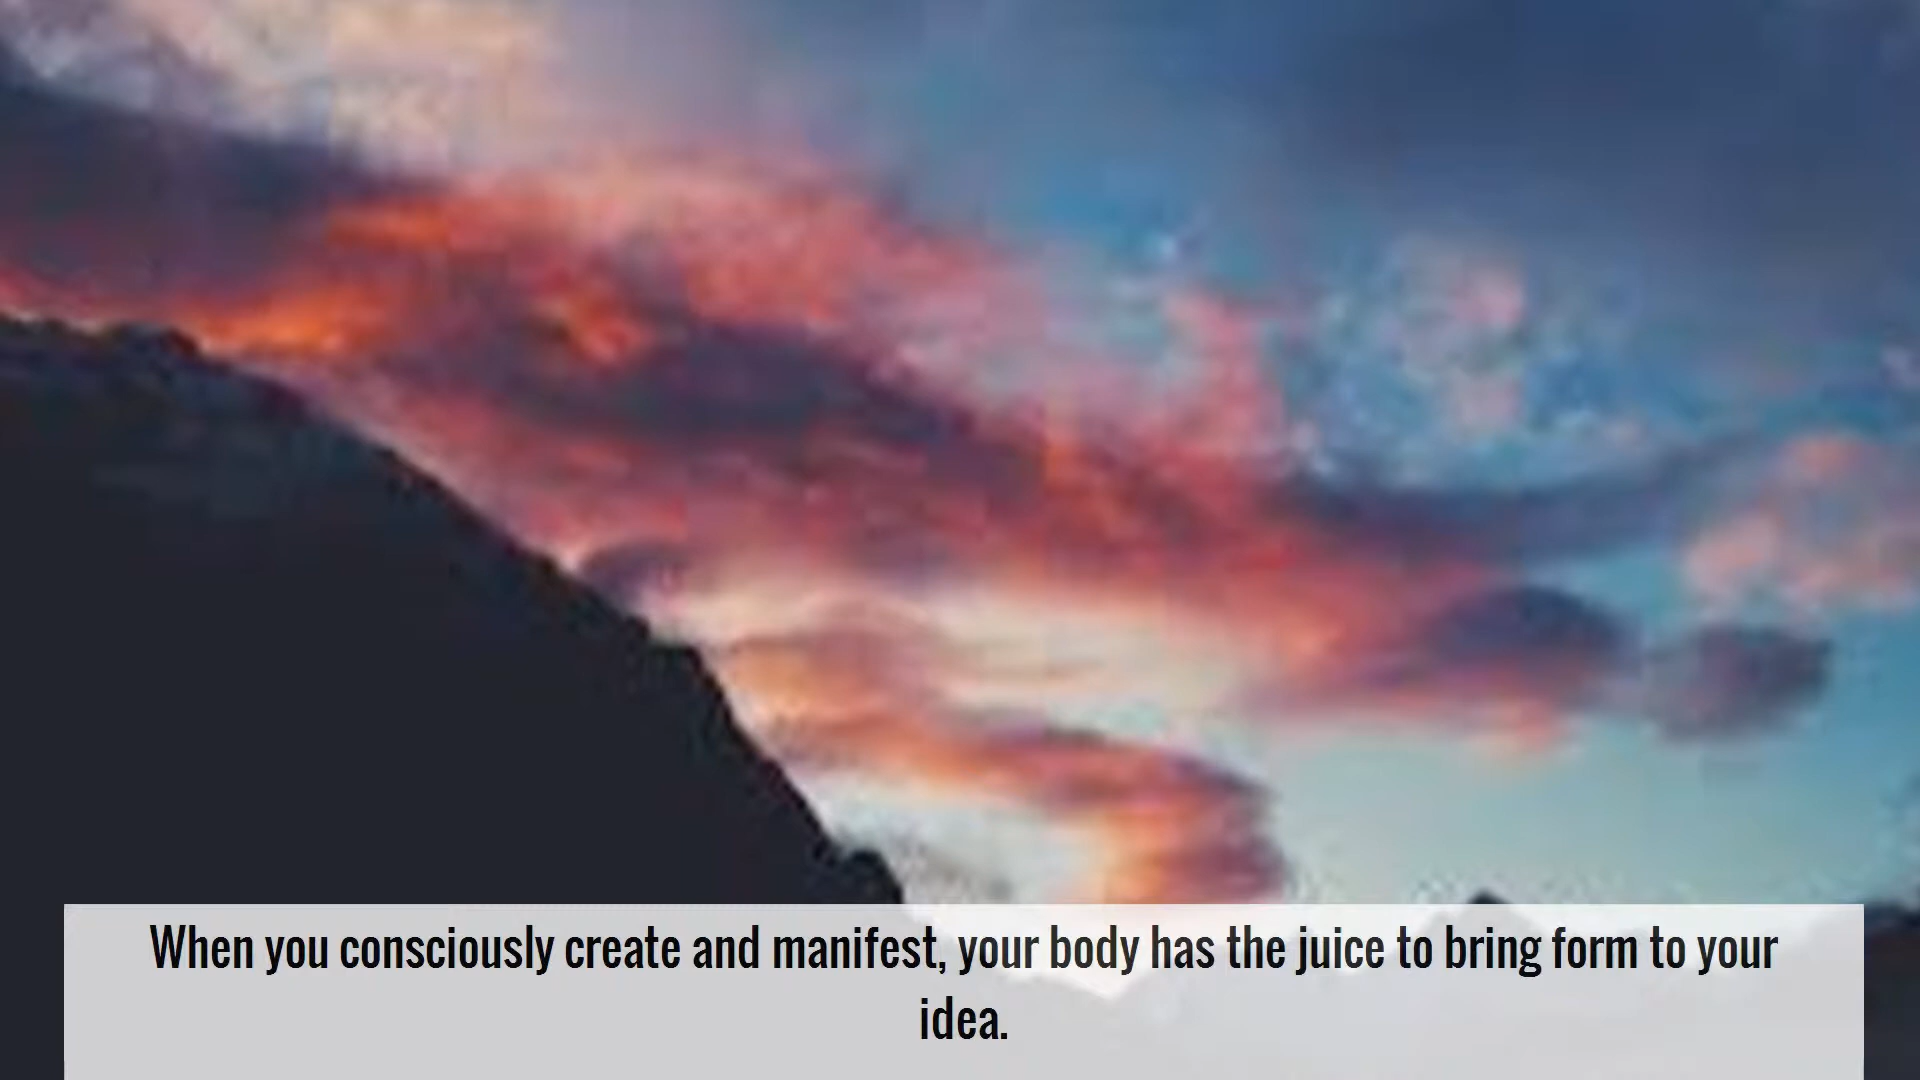 When you consciously create and manifest, your body has the juice to bring form to your
idea.